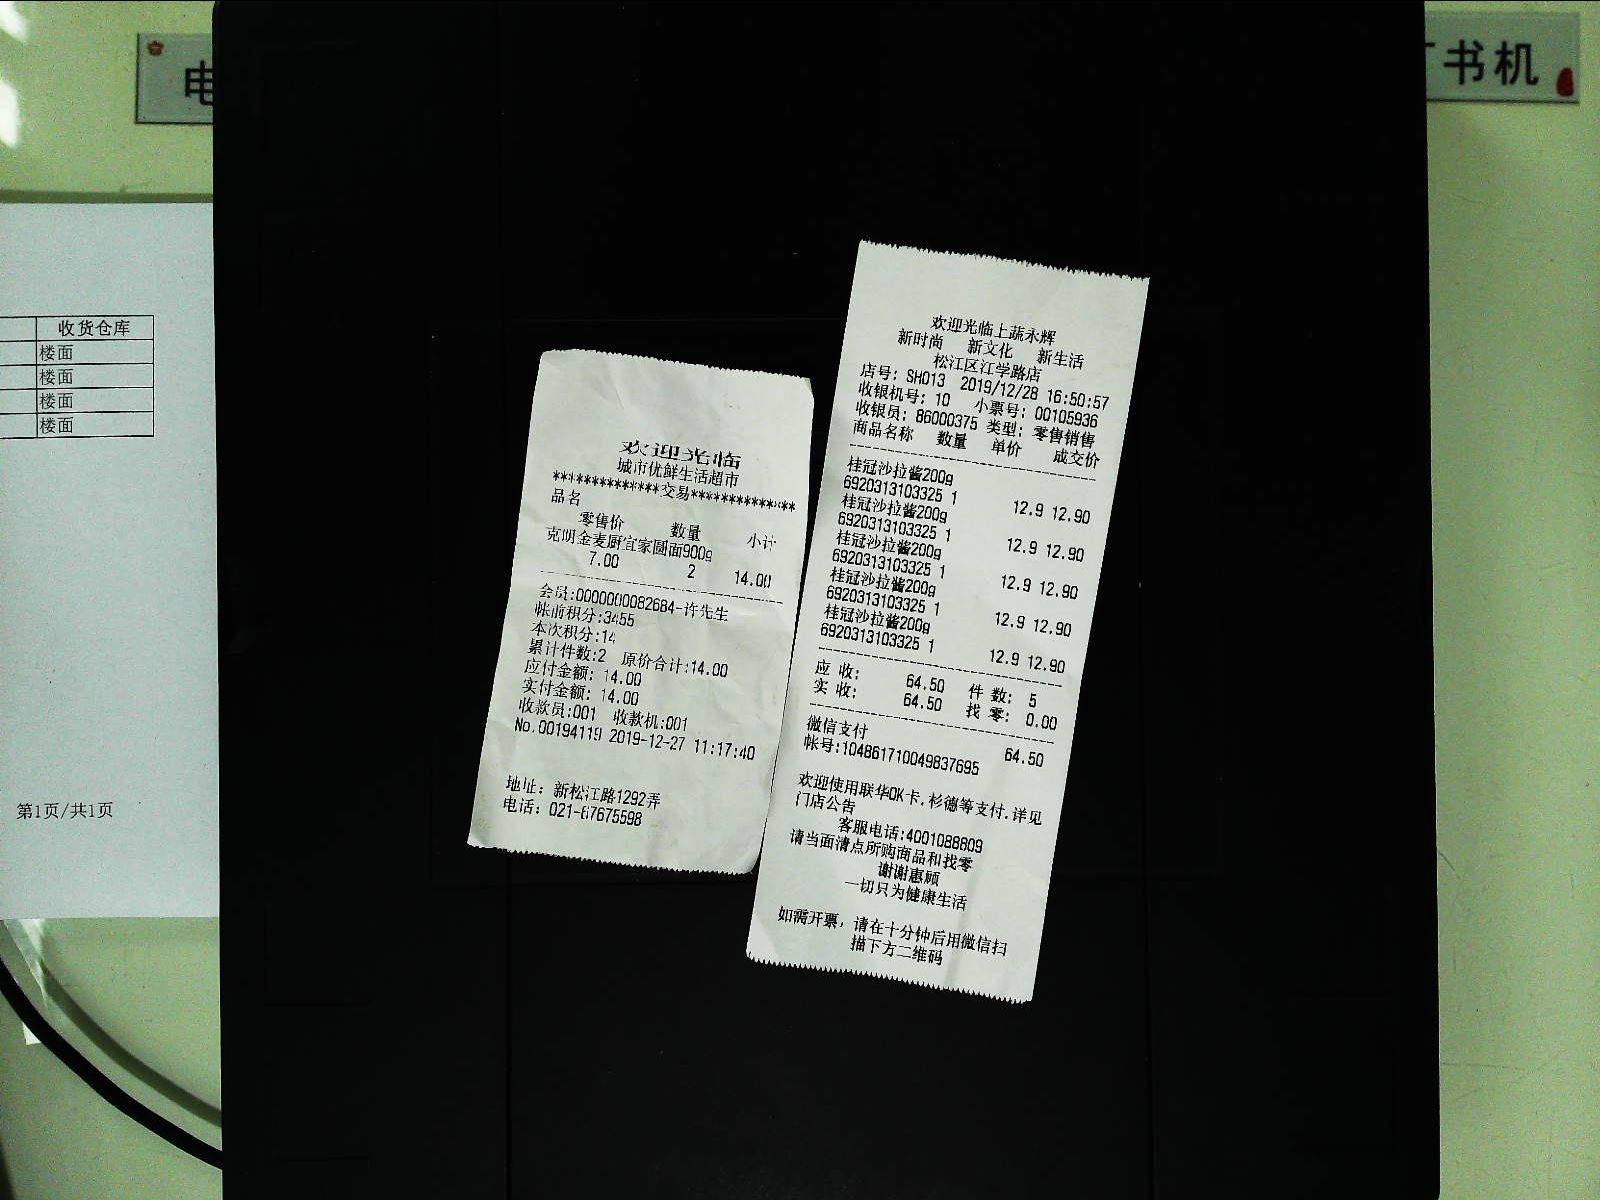 电
书机
收货仓库
楼面
楼面
楼面
楼面
第1页/共1页
欢迎光临
城市优鲜生活超市
**************交易************
品名
零售价 数量 小计
克明金麦厨宜家圆面900g
7.00 2 14.00
会员:0000000082684-许先生
帐前积分:3455
本次积分:14
累计件数:2 原价合计:14.00
应付金额: 14.00
实付金额: 14.00
收款员:001 收款机:001
No.00194119 2019-12-27 11:17:40
地址: 新松江路1292弄
电话: 021-67675598
欢迎光临上蔬永辉
新时尚 新文化 新生活
松江区江学路店
店号: SH013 2019/12/28 16:50:57
收银机号: 10 小票号: 00105936
收银员: 86000375 类型: 零售销售
商品名称 数量 单价 成交价
桂冠沙拉酱200g
6920313103325 1 12.9 12.90
桂冠沙拉酱200g
6920313103325 1 12.9 12.90
桂冠沙拉酱200g
6920313103325 1 12.9 12.90
桂冠沙拉酱200g
6920313103325 1 12.9 12.90
桂冠沙拉酱200g
6920313103325 1 12.9 12.90
应 收: 64.50 件 数: 5
实 收: 64.50 找 零: 0.00
微信支付 64.50
帐号:104861710049837695
欢迎使用联华OK卡.杉德等支付.详见
门店公告
客服电话:4001088809
请当面清点所购商品和找零
谢谢惠顾
一切只为健康生活
如需开票, 请在十分钟后用微信扫
描下方二维码